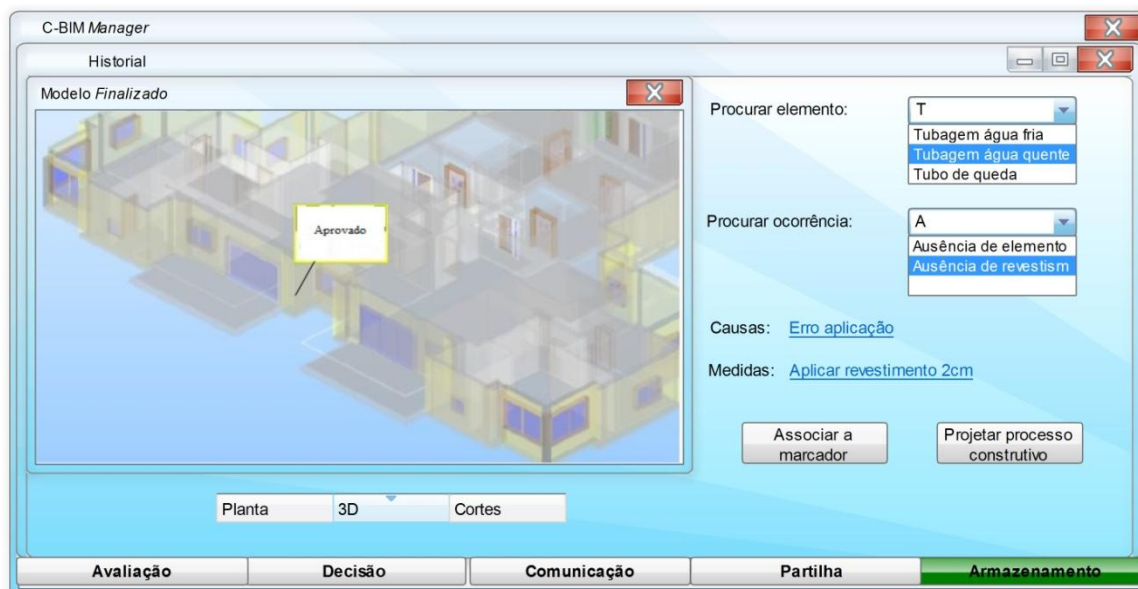 C-BIM Manager
Historial
Modelo Finalizado
Aprovado
Procurar elemento:
T
Tubagem água fria
Tubagem água quente
Tubo de queda
Procurar ocorrência:
A
Ausência de elemento
Ausência de revestism
Causas: Erro aplicação
Medidas: Aplicar revestimento 2cm
Associar a
marcador
Projetar processo
construtivo
Planta 3D Cortes
Avaliação Decisão Comunicação Partilha Armazenamento